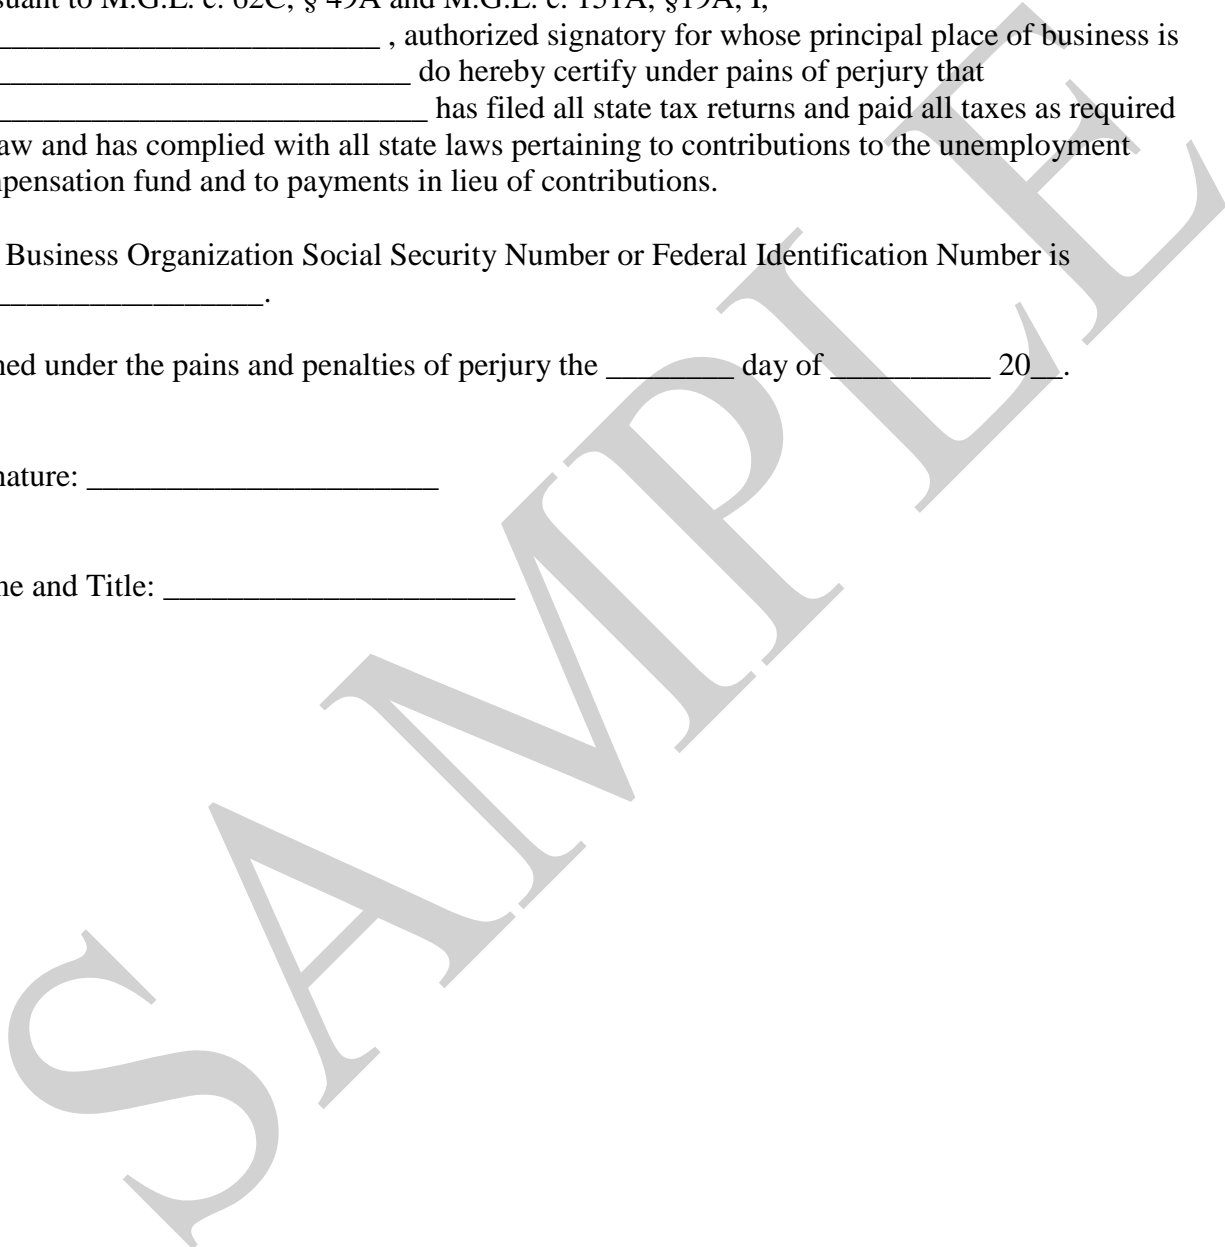 suant to M.G.L. c. 62C, § 49A and M.G.L. c. 151A, §19A, I,
________________________ , authorized signatory for whose principal place of business is
__________________________ do hereby certify under pains of perjury that
___________________________ has filed all state tax returns and paid all taxes as required
aw and has complied with all state laws pertaining to contributions to the unemployment
pensation fund and to payments in lieu of contributions.
Business Organization Social Security Number or Federal Identification Number is
_________________.
ned under the pains and penalties of perjury the ________ day of __________ 20__.
nature: ______________________
ne and Title: ______________________
SAMPLE